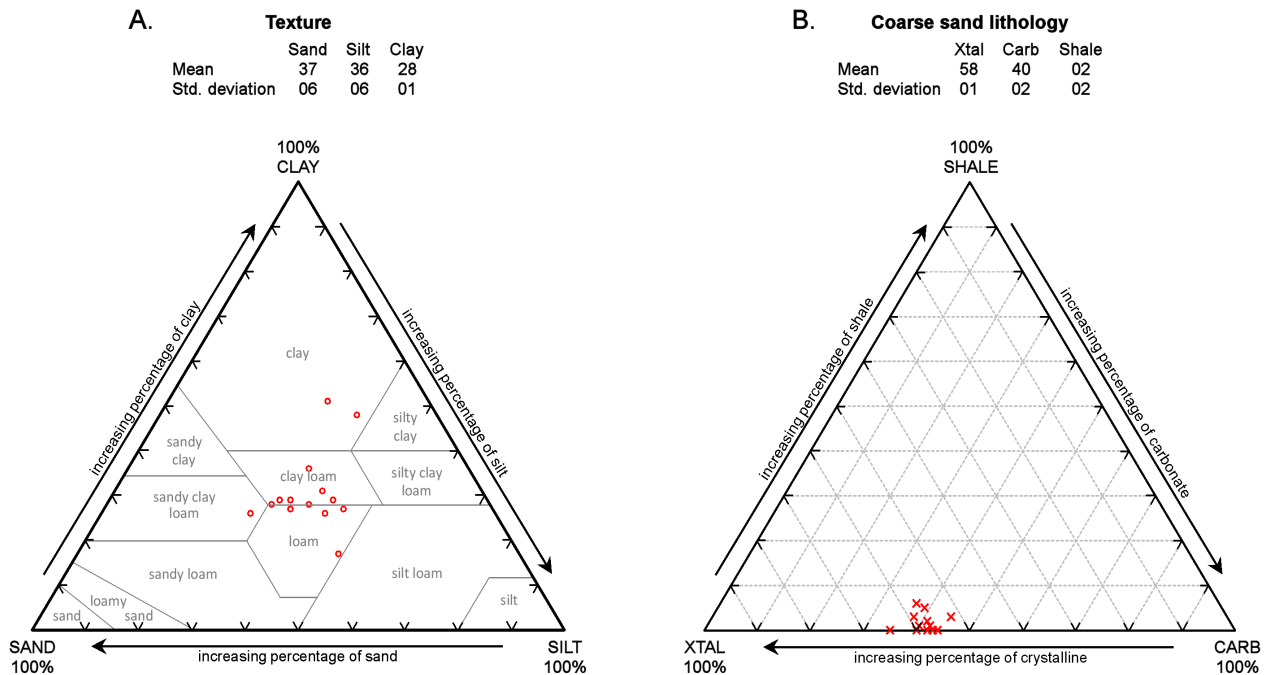 A.
Texture
Sand Silt Clay
Mean 37 36 28
Std. deviation 06 06 01
100%
CLAY
increasing percentage of clay
increasing percentage of silt
clay
silty
clay
sandy
clay
clay loam
silty clay
loam
sandy clay
loam
loam
sandy loam
silt loam
loamy
sand
sand
silt
SAND
100%
increasing percentage of sand
SILT
100%
B.
Coarse sand lithology
Xtal Carb Shale
Mean 58 40 02
Std. deviation 01 02 02
100%
SHALE
increasing percentage of shale
increasing percentage of carbonate
XTAL
100%
increasing percentage of crystalline
CARB
100%